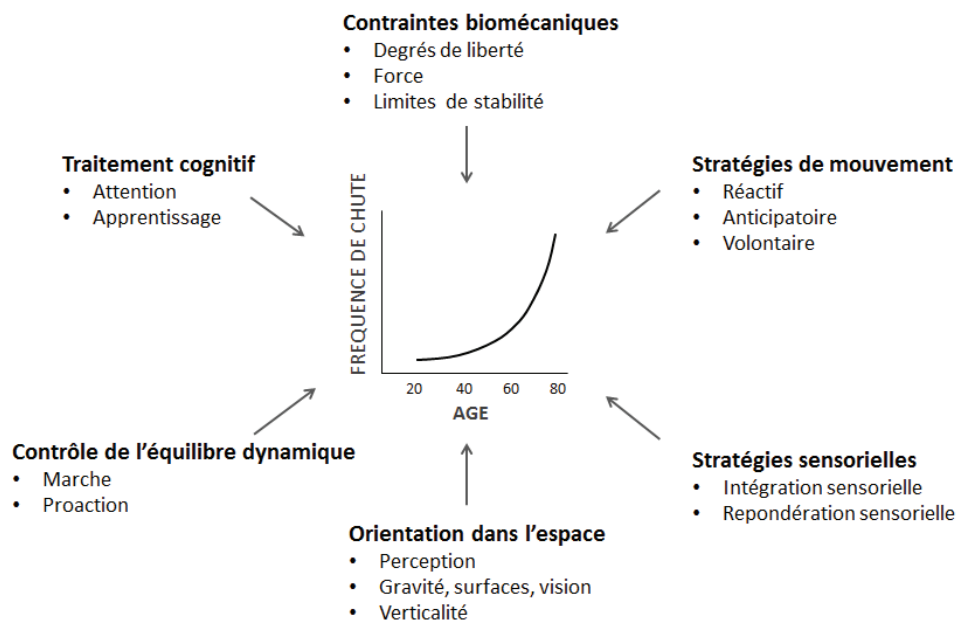 Contraintes biomécaniques
• Degrés de liberté
• Force
• Limites de stabilité
Traitement cognitif
• Attention
• Apprentissage
Stratégies de mouvement
• Réactif
• Anticipatoire
• Volontaire
FREQUENCE DE CHUTE
20 40 60 80
AGE
Contrôle de l'équilibre dynamique
• Marche
• Proaction
Stratégies sensorielles
• Intégration sensorielle
• Repondération sensorielle
Orientation dans l'espace
• Perception
• Gravité, surfaces, vision
• Verticalité